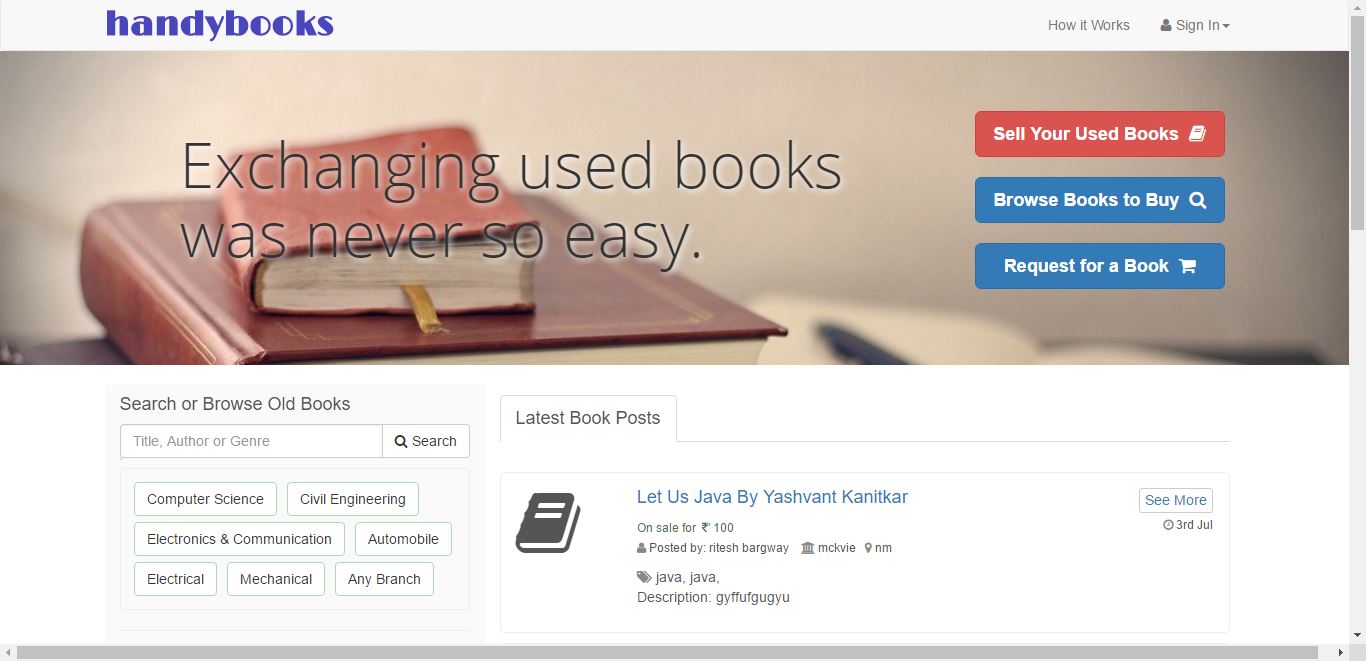 handybooks
How it Works
Sign In
Exchanging used books
was never so easy.
Sell Your Used Books
Browse Books to Buy
Request for a Book
Search or Browse Old Books
Title, Author or Genre
Search
Computer Science
Civil Engineering
Electronics & Communication
Automobile
Electrical
Mechanical
Any Branch
Latest Book Posts
Let Us Java By Yashvant Kanitkar
See More
On sale for ₹ 100
3rd Jul
Posted by: ritesh bargway mckvie nm
java, java,
Description: gyffufgugyu